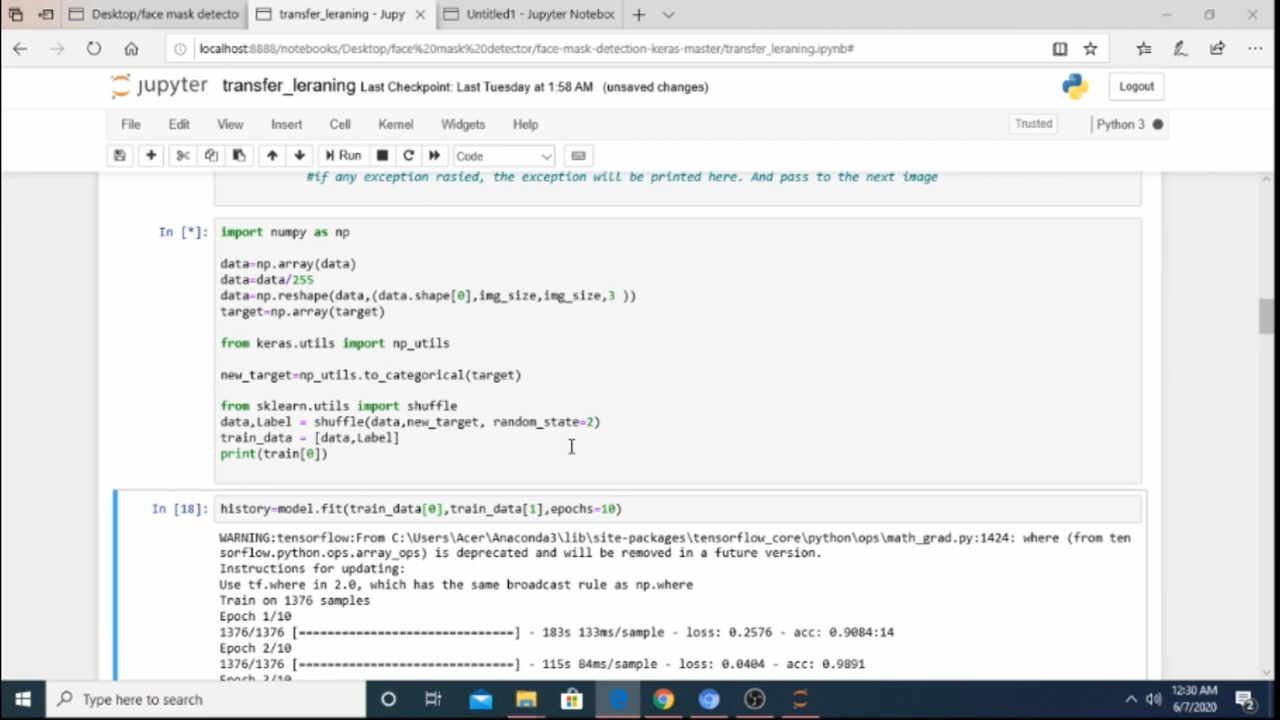 Desktop/face mask detecto
transfer_leraning - Jupy
Untitled1 - Jupyter Notebo
localhost:8888/notebooks/Desktop/face%20mask%20detector/face-mask-detection-keras-master/transfer_leraning.ipynb#
jupyter transfer_leraning Last Checkpoint: Last Tuesday at 1:58 AM (unsaved changes)
Logout
File Edit View Insert Cell Kernel Widgets Help
Trusted
Python 3
Run
Code
#if any exception rasied, the exception will be printed here. And pass to the next image
In [*]:
import numpy as np
data=np.array(data)
data=data/255
data=np.reshape(data,(data.shape[0],img_size,img_size,3 ))
target=np.array(target)
from keras.utils import np_utils
new_target=np_utils.to_categorical(target)
from sklearn.utils import shuffle
data,Label = shuffle(data,new_target, random_state=2)
train_data = [data,Label]
print(train[0])
In [18]:
history=model.fit(train_data[0],train_data[1],epochs=10)
WARNING:tensorflow:From C:\Users\Acer\Anaconda3\lib\site-packages\tensorflow_core\python\ops\math_grad.py:1424: where (from ten
sorflow.python.ops.array_ops) is deprecated and will be removed in a future version.
Instructions for updating:
Use tf.where in 2.0, which has the same broadcast rule as np.where
Train on 1376 samples
Epoch 1/10
1376/1376 [==============================] - 183s 133ms/sample - loss: 0.2576 - acc: 0.9084:14
Epoch 2/10
1376/1376 [==============================] - 115s 84ms/sample - loss: 0.0404 - acc: 0.9891
Type here to search
12:30 AM
6/7/2020
2